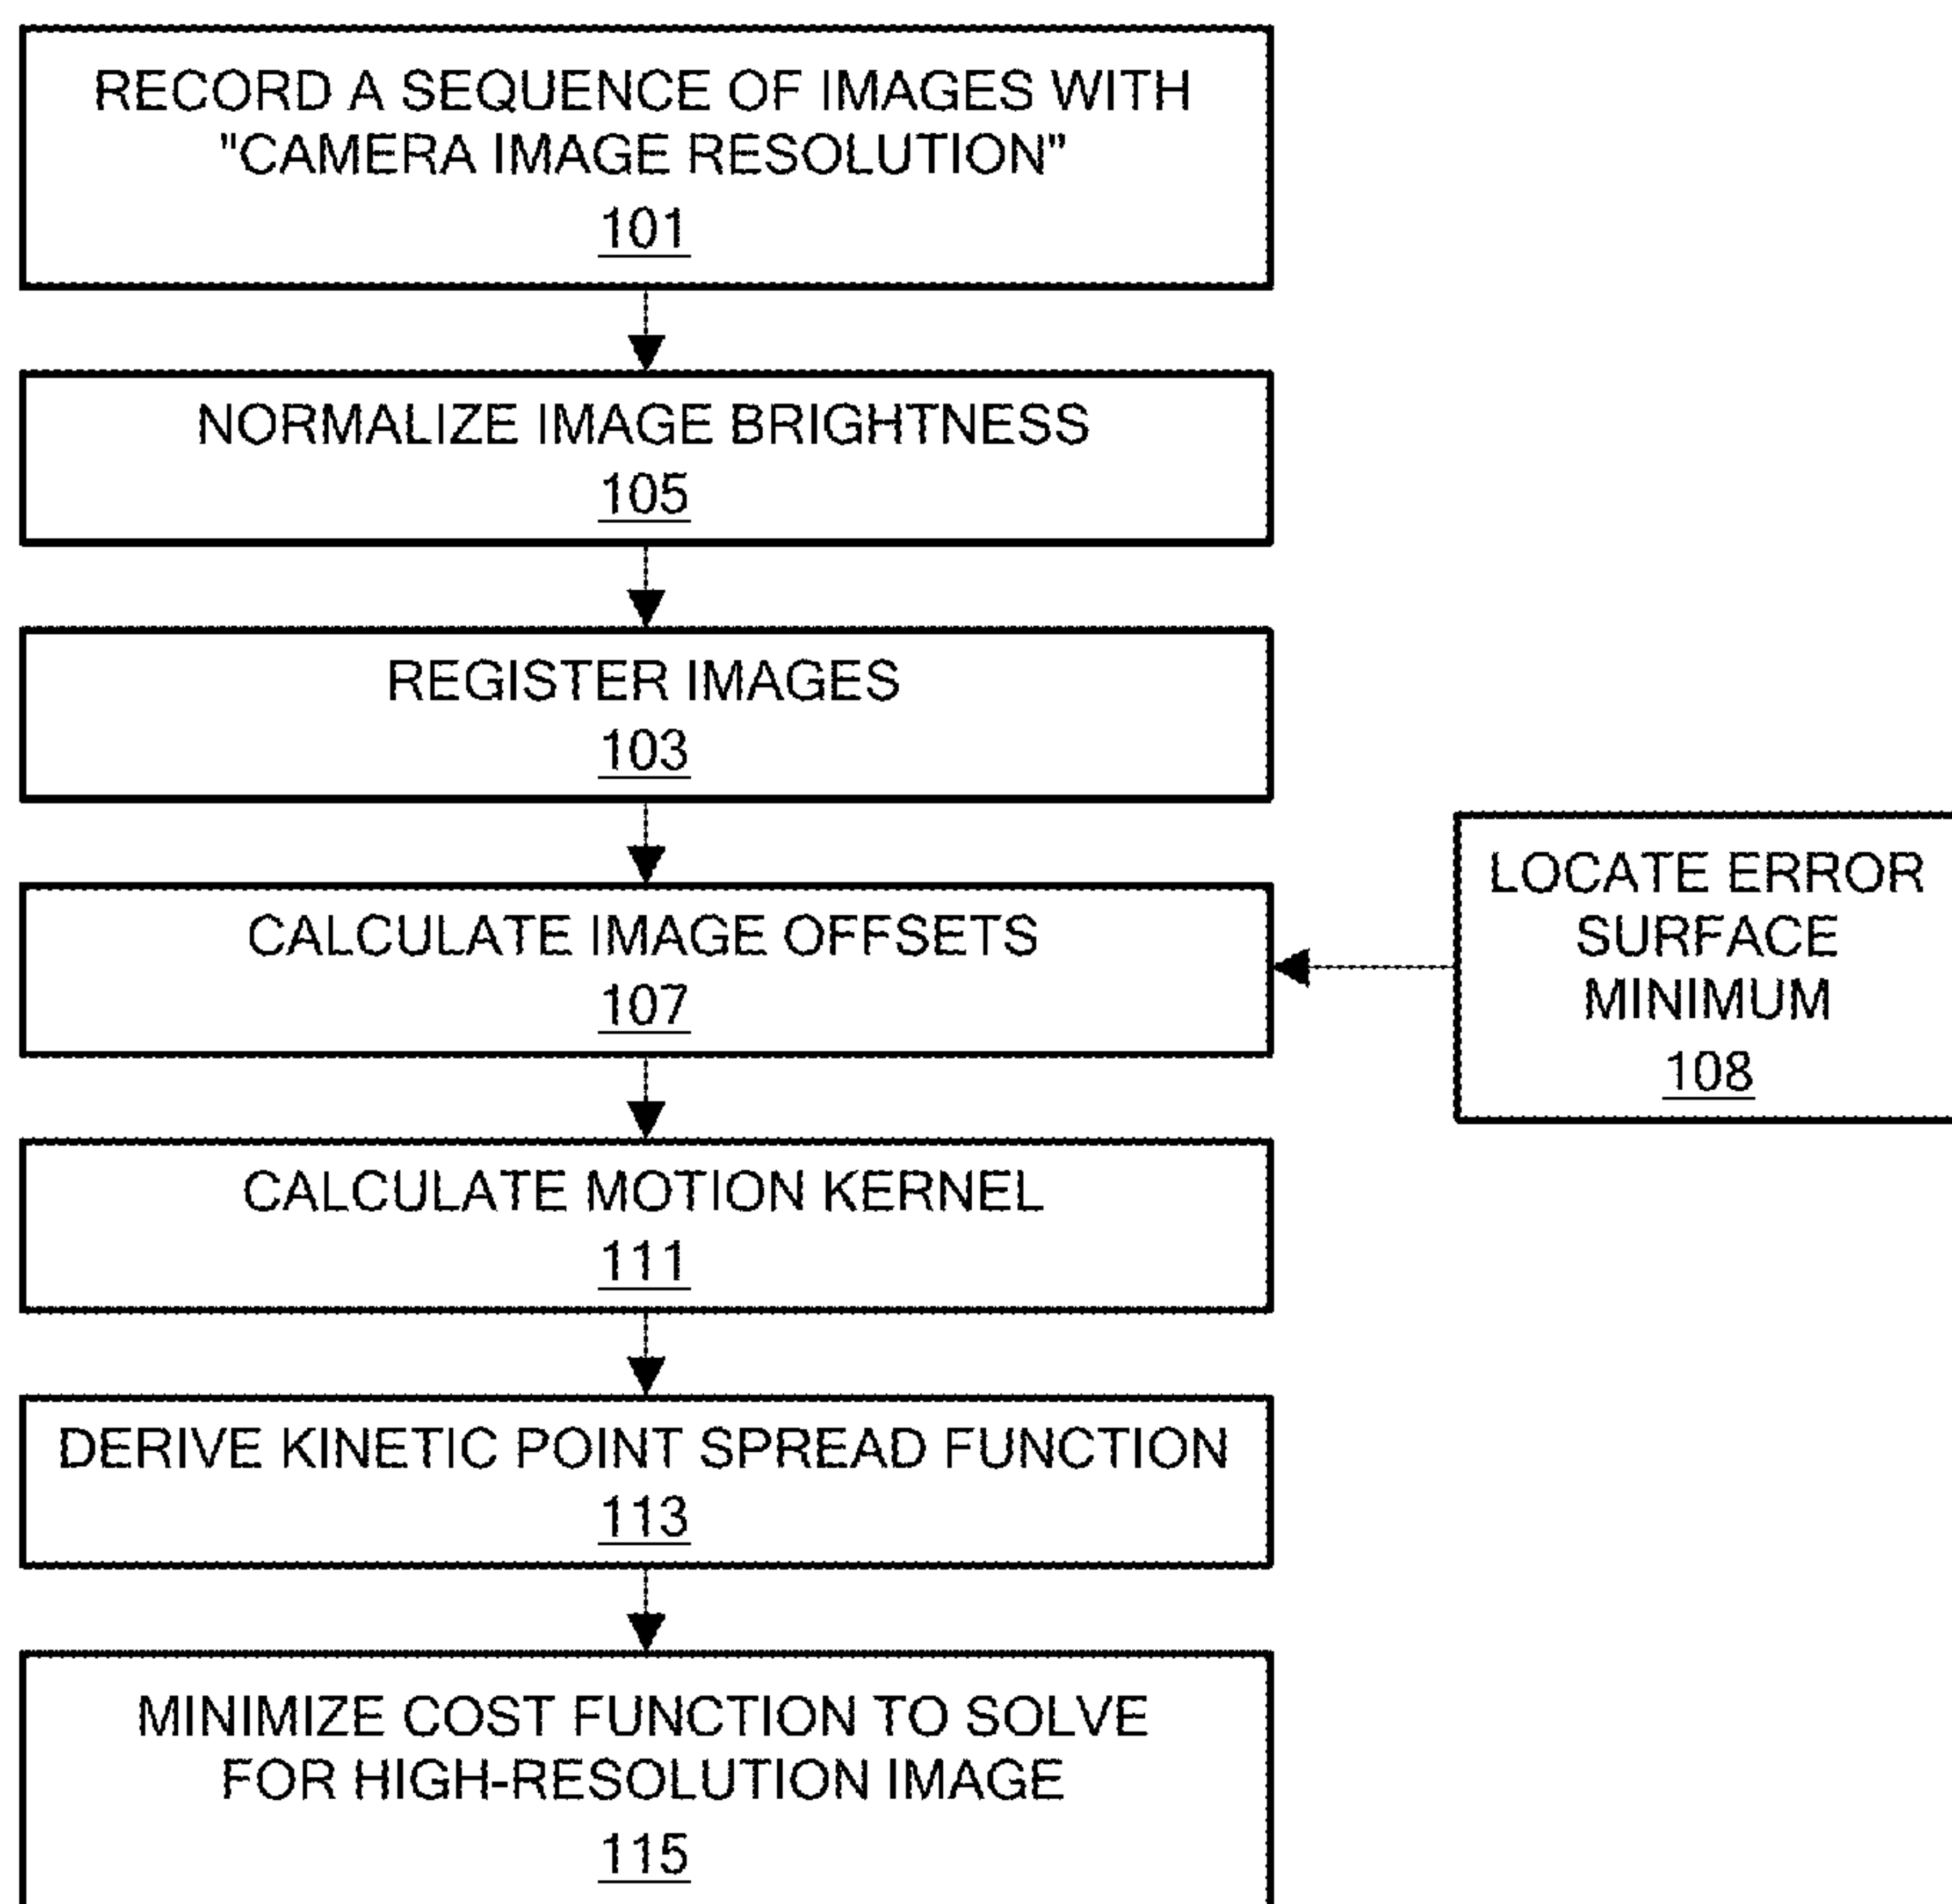 RECORD A SEQUENCE OF IMAGES WITH
"CAMERA IMAGE RESOLUTION"
101
NORMALIZE IMAGE BRIGHTNESS
105
REGISTER IMAGES
103
CALCULATE IMAGE OFFSETS
107
LOCATE ERROR
SURFACE
MINIMUM
108
CALCULATE MOTION KERNEL
111
DERIVE KINETIC POINT SPREAD FUNCTION
113
MINIMIZE COST FUNCTION TO SOLVE
FOR HIGH-RESOLUTION IMAGE
115